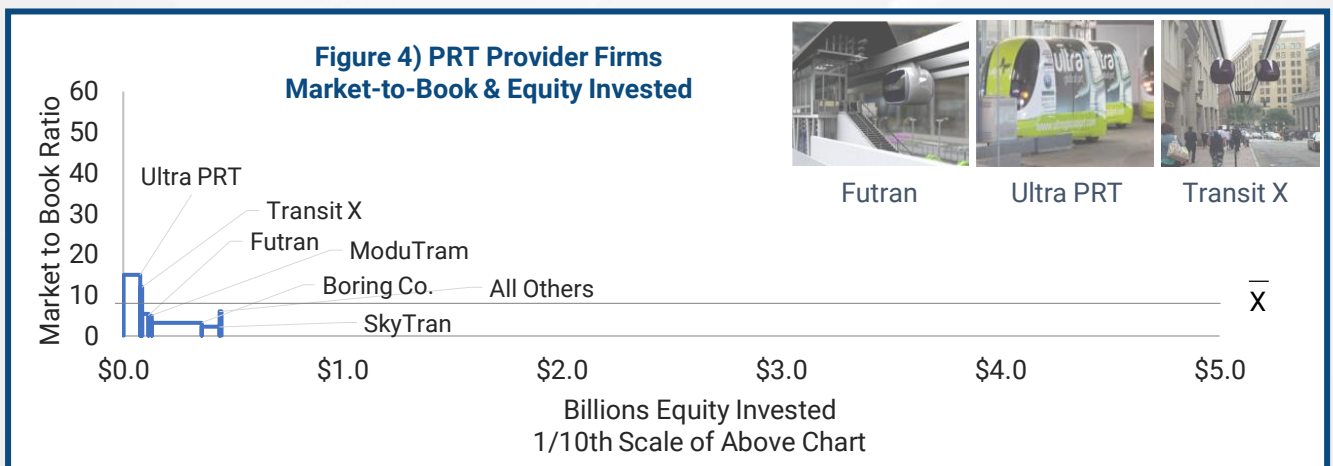 Figure 4) PRT Provider Firms
Market-to-Book & Equity Invested
Market to Book Ratio
60
50
40
30
20
10
0
Ultra PRT
Transit X
Futran
ModuTram
Boring Co.
All Others
SkyTran
X
$0.0
$1.0
$2.0
$3.0
$4.0
$5.0
Billions Equity Invested
1/10th Scale of Above Chart
ultra
ultra
Futran
Ultra PRT
Transit X